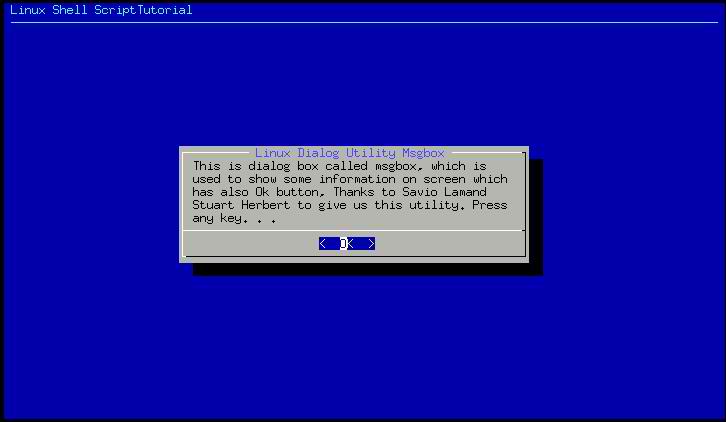 Linux Shell ScriptTutorial
Linux Dialog Utility Msgbox
This is dialog box called msgbox, which is
used to show some information on screen which
has also Ok button, Thanks to Savio Lamand
Stuart Herbert to give us this utility. Press
any key. . .
< OK >